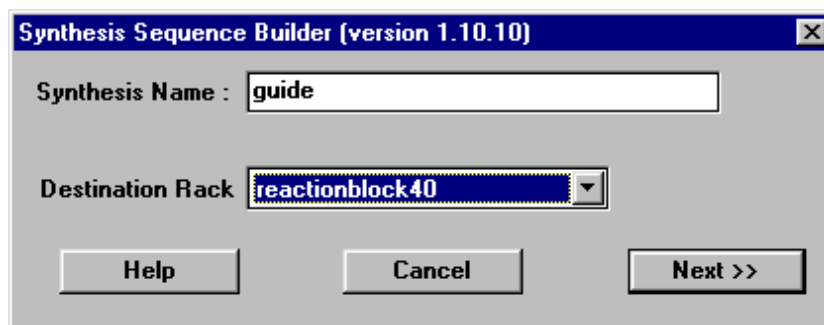 Synthesis Sequence Builder (version 1.10.10)
Synthesis Name : guide
Destination Rack reactionblock40
Help Cancel Next >>